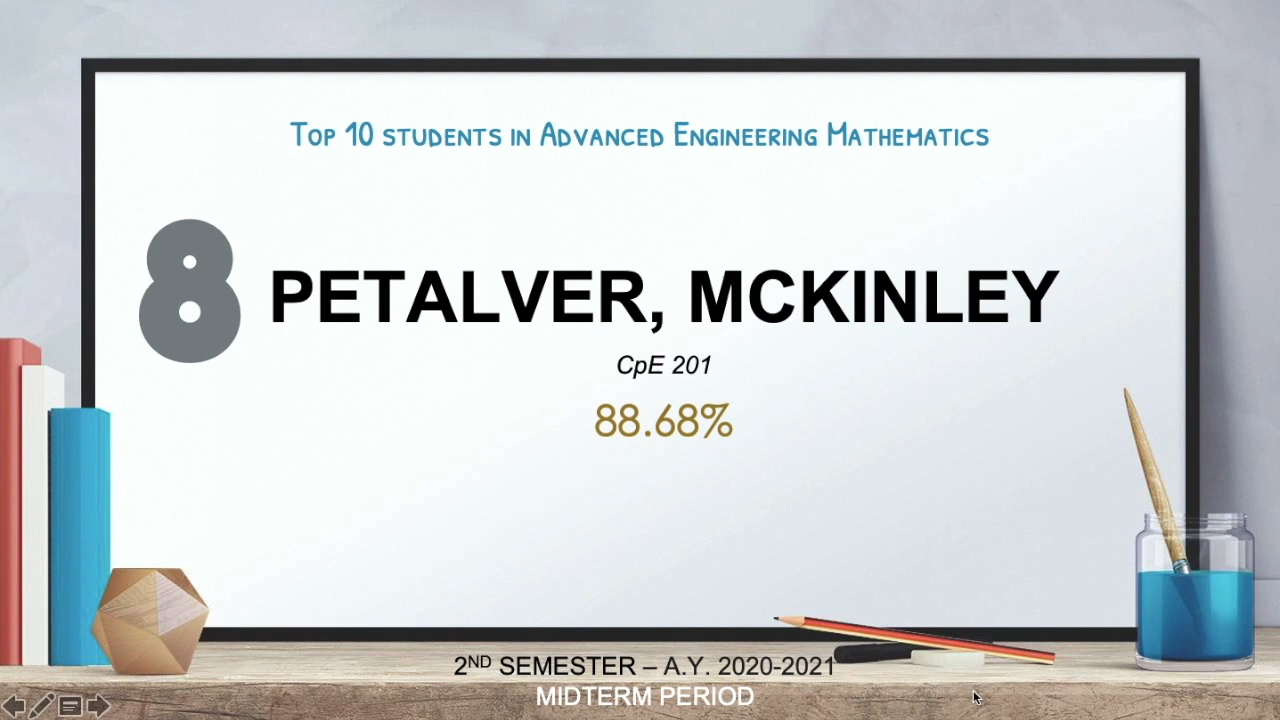 Top 10 students in Advanced Engineering Mathematics
8
PETALVER, MCKINLEY
CpE 201
88.68%
2ND SEMESTER – A.Y. 2020-2021
MIDTERM PERIOD